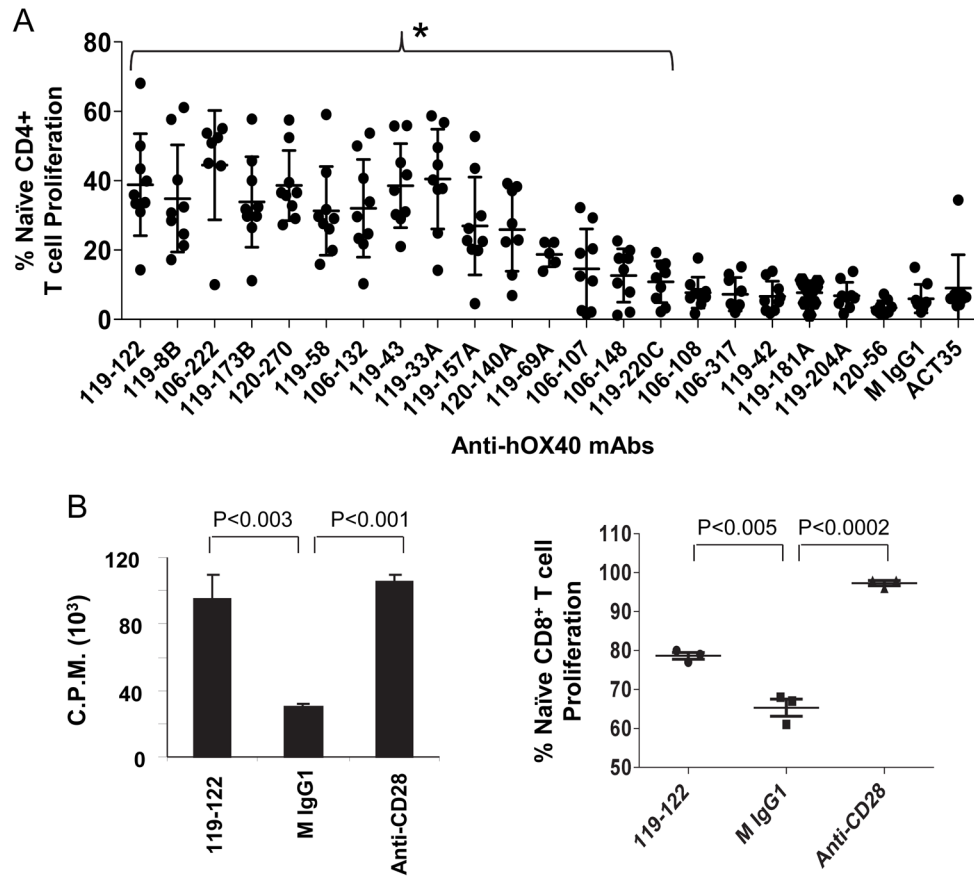 A
*
80
60
40
20
0
% Naïve CD4+
T cell Proliferation
119-122
119-8B
106-222
119-173B
120-270
119-58
106-132
119-43
119-33A
119-157A
120-140A
119-69A
106-107
106-148
119-220C
106-108
106-317
119-42
119-181A
119-204A
120-56
M IgG1
ACT35
Anti-hOX40 mAbs
B
P<0.003
P<0.001
120
80
40
0
C.P.M. (10³)
119-122
M IgG1
Anti-CD28
P<0.005
P<0.0002
110
100
90
80
70
60
50
% Naïve CD8⁺ T cell
Proliferation
119-122
M IgG1
Anti-CD28